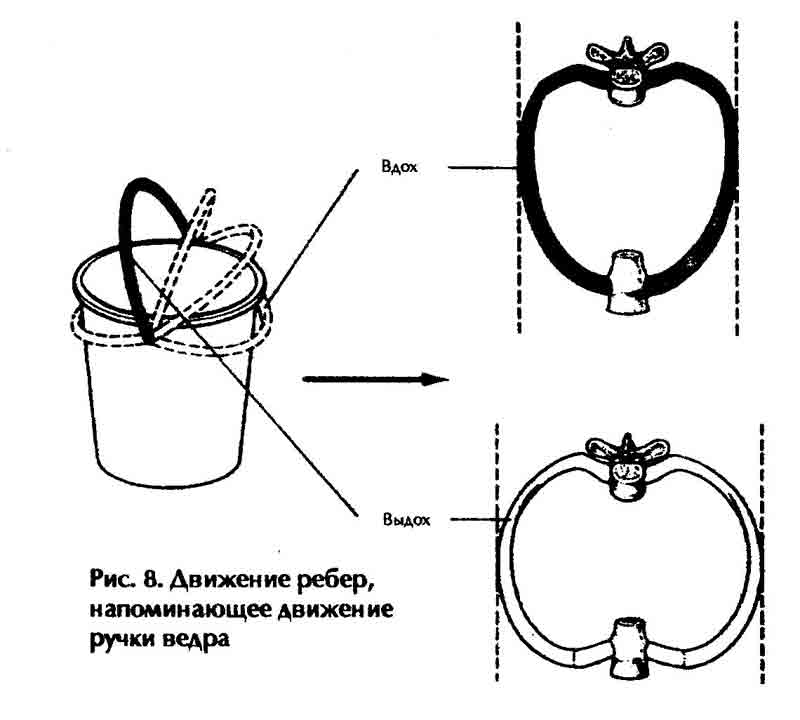 Вдох
Выдох
Рис. 8. Движение ребер,
напоминающее движение
ручки ведра